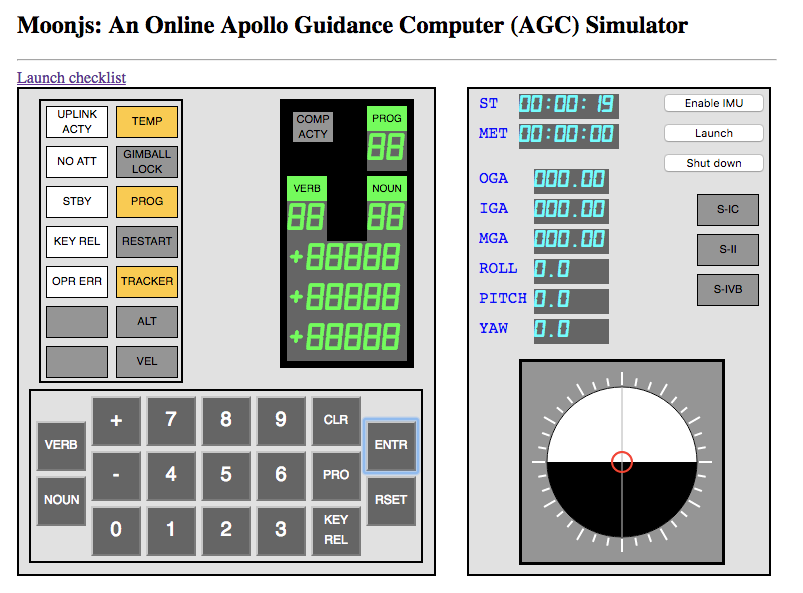 Moonjs: An Online Apollo Guidance Computer (AGC) Simulator
Launch checklist
UPLINK
ACTY
TEMP
NO ATT
GIMBALL
LOCK
STBY
PROG
KEY REL
RESTART
OPR ERR
TRACKER
ALT
VEL
COMP
ACTY
PROG
88
VERB
NOUN
88
88
+88888
+88888
+88888
VERB
NOUN
+
7
8
9
CLR
-
4
5
6
PRO
0
1
2
3
KEY
REL
ENTR
RSET
ST 00:00:19
MET 00:00:00
OGA 000.00
IGA 000.00
MGA 000.00
ROLL 0.0
PITCH 0.0
YAW 0.0
Enable IMU
Launch
Shut down
S-IC
S-II
S-IVB